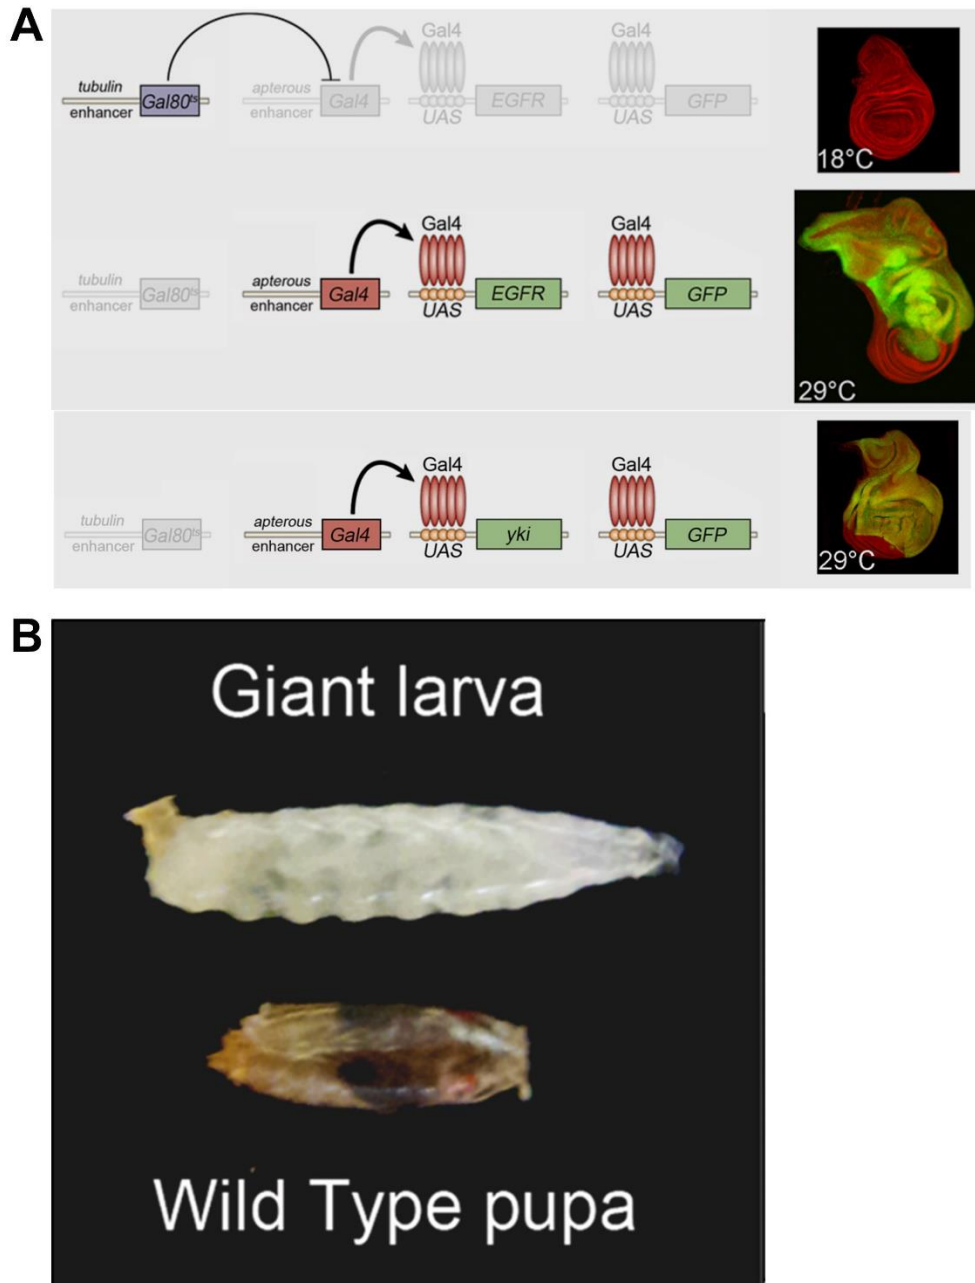 A
Gal4 Gal4
tubulin enhancer Gal80ts apterous enhancer Gal4 UAS EGFR UAS GFP
18°C
Gal4 Gal4
tubulin enhancer Gal80ts apterous enhancer Gal4 UAS EGFR UAS GFP
29°C
Gal4 Gal4
tubulin enhancer Gal80ts apterous enhancer Gal4 UAS yki UAS GFP
29°C
B
Giant larva
Wild Type pupa